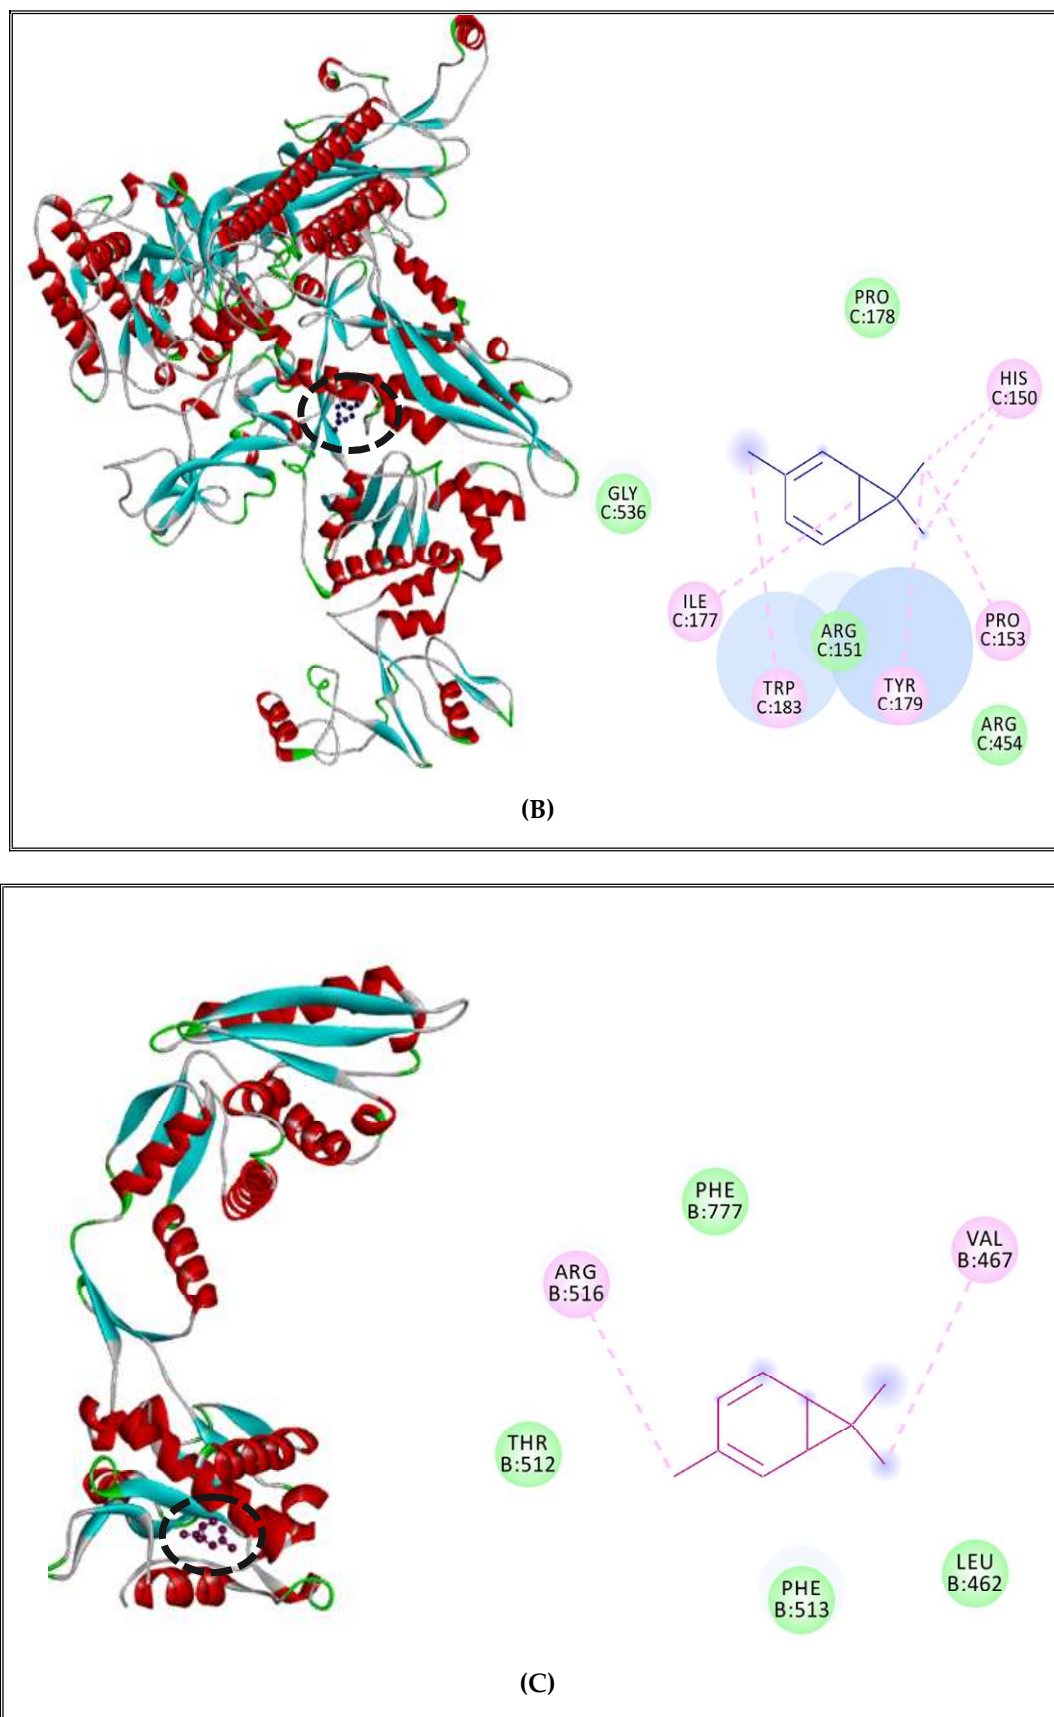 PRO
C:178
HIS
C:150
GLY
C:536
ILE
C:177
ARG
C:151
PRO
C:153
TRP
C:183
TYR
C:179
ARG
C:454
(B)
PHE
B:777
VAL
B:467
ARG
B:516
THR
B:512
LEU
B:462
PHE
B:513
(C)